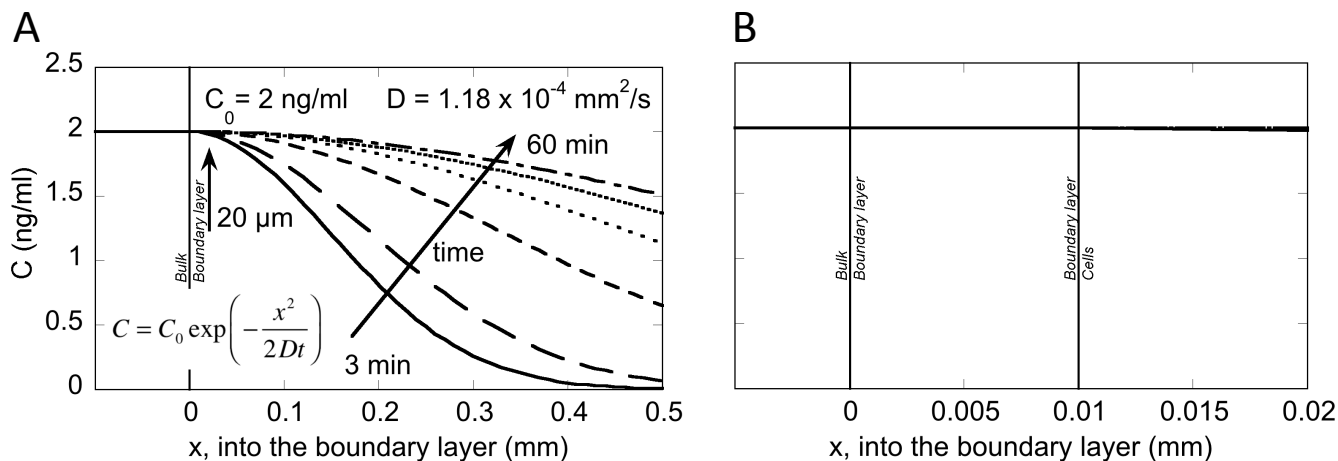 A
C (ng/ml)
2.5
2
1.5
1
0.5
0
C₀ = 2 ng/ml D = 1.18 x 10⁻⁴ mm²/s
60 min
20 µm
Bulk
Boundary layer
time
C = C₀ exp(-x²/2Dt)
3 min
0 0.1 0.2 0.3 0.4 0.5
x, into the boundary layer (mm)
B
Bulk
Boundary layer
Boundary layer
Cells
0 0.005 0.01 0.015 0.02
x, into the boundary layer (mm)